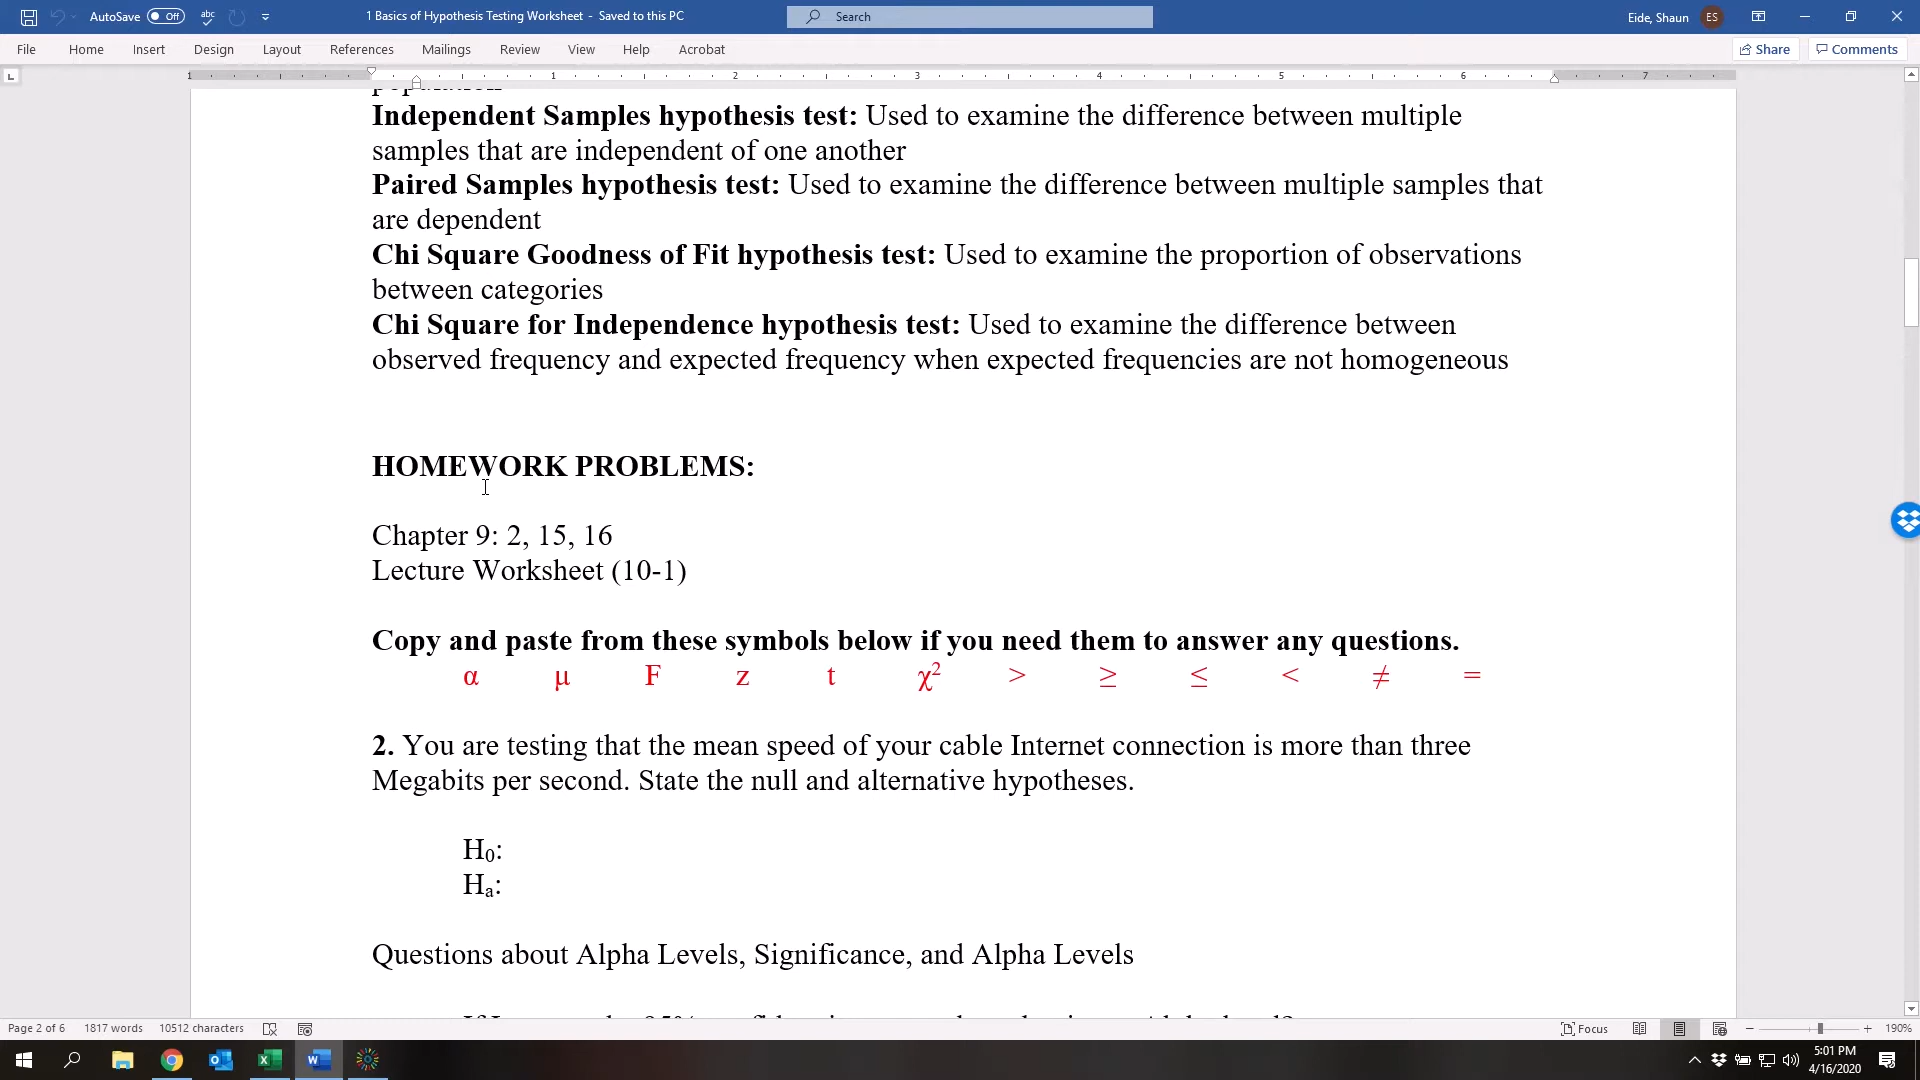 AutoSave Off
1 Basics of Hypothesis Testing Worksheet - Saved to this PC
Search
Eide, Shaun ES
File Home Insert Design Layout References Mailings Review View Help Acrobat
Share Comments
1 1 2 3 4 5 6 7
population
Independent Samples hypothesis test: Used to examine the difference between multiple
samples that are independent of one another
Paired Samples hypothesis test: Used to examine the difference between multiple samples that
are dependent
Chi Square Goodness of Fit hypothesis test: Used to examine the proportion of observations
between categories
Chi Square for Independence hypothesis test: Used to examine the difference between
observed frequency and expected frequency when expected frequencies are not homogeneous
HOMEWORK PROBLEMS:
Chapter 9: 2, 15, 16
Lecture Worksheet (10-1)
Copy and paste from these symbols below if you need them to answer any questions.
α μ F z t χ² > ≥ ≤ < ≠ =
2. You are testing that the mean speed of your cable Internet connection is more than three
Megabits per second. State the null and alternative hypotheses.
H₀:
Hₐ:
Questions about Alpha Levels, Significance, and Alpha Levels
Page 2 of 6 1817 words 10512 characters
Focus 190%
5:01 PM
4/16/2020